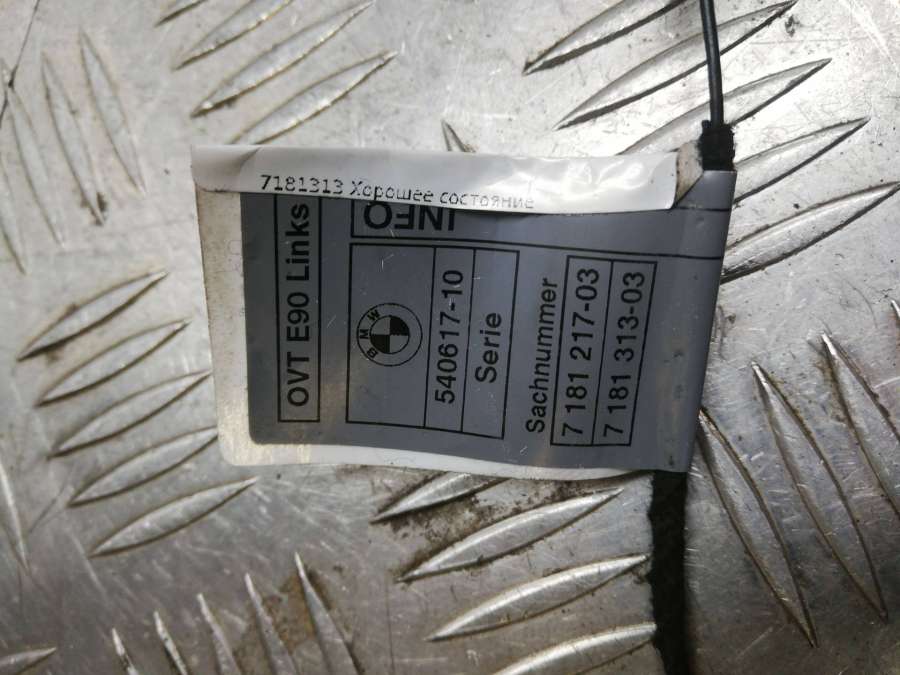 7181313 Хорошее состояние
OVT E90 Links
INFO
BMW
540617-10
Serie
Sachnummer
7 181 217-03
7 181 313-03